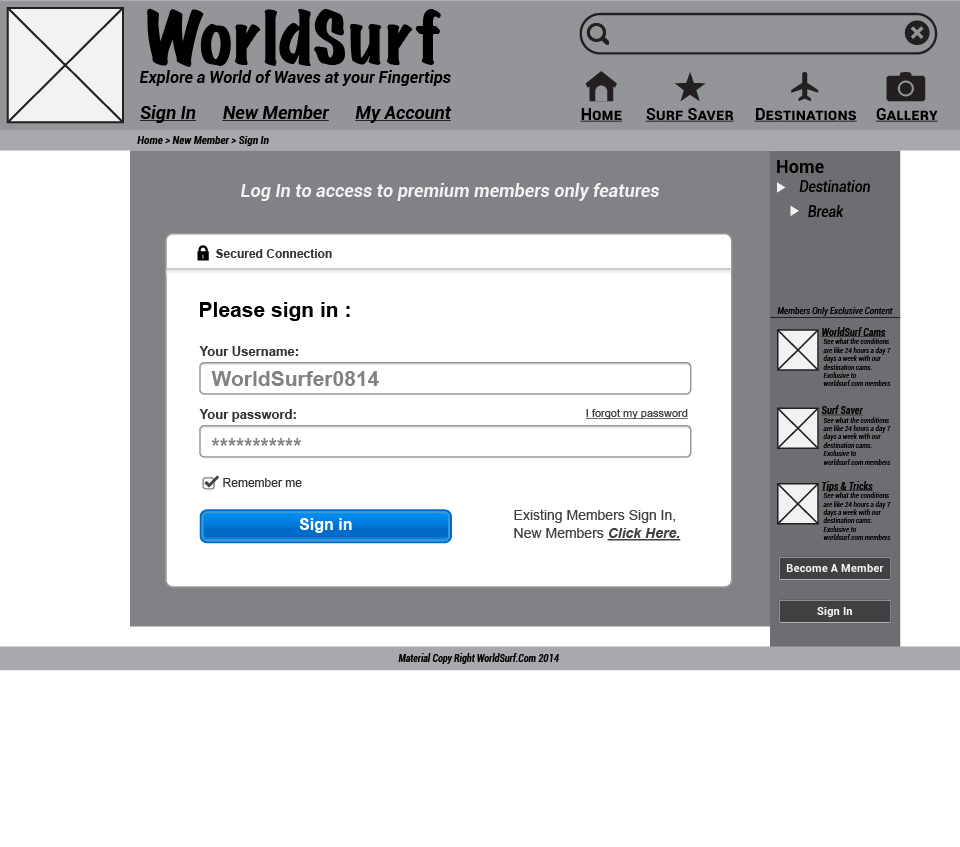 WorldSurf
Explore a World of Waves at your Fingertips
Sign In New Member My Account
Home Surf Saver Destinations Gallery
Home > New Member > Sign In
Log In to access to premium members only features
Secured Connection
Please sign in :
Your Username:
WorldSurfer0814
Your password:
I forgot my password
***********
Remember me
Sign in
Existing Members Sign In,
New Members Click Here.
Home
Destination
Break
Members Only Exclusive Content
WorldSurf Cams
See what the conditions
are like 24 hours a day 7
days a week with our
destination cams.
Exclusive to
worldsurf.com members
Surf Saver
See what the conditions
are like 24 hours a day 7
days a week with our
destination cams.
Exclusive to
worldsurf.com members
Tips & Tricks
See what the conditions
are like 24 hours a day 7
days a week with our
destination cams.
Exclusive to
worldsurf.com members
Become A Member
Sign In
Material Copy Right WorldSurf.Com 2014